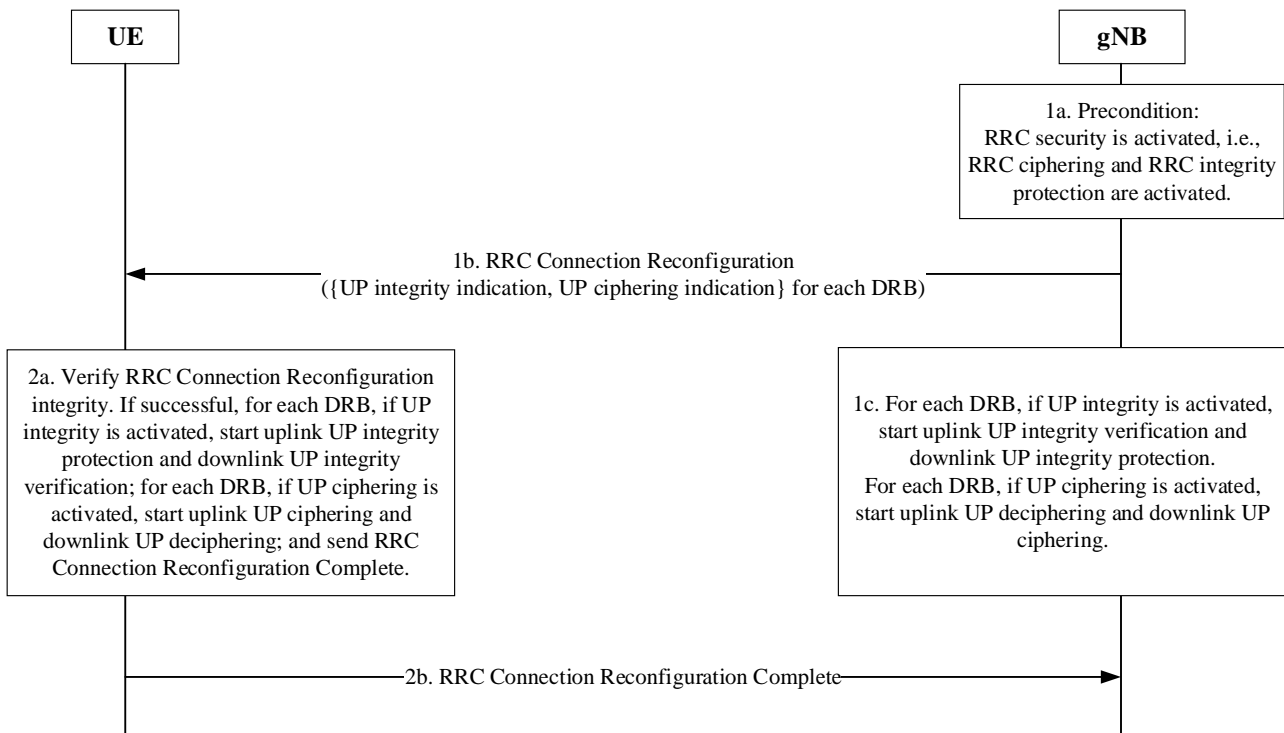 UE
gNB
1a. Precondition:
RRC security is activated, i.e.,
RRC ciphering and RRC integrity
protection are activated.
1b. RRC Connection Reconfiguration
({UP integrity indication, UP ciphering indication} for each DRB)
2a. Verify RRC Connection Reconfiguration
integrity. If successful, for each DRB, if UP
integrity is activated, start uplink UP integrity
protection and downlink UP integrity
verification; for each DRB, if UP ciphering is
activated, start uplink UP ciphering and
downlink UP deciphering; and send RRC
Connection Reconfiguration Complete.
1c. For each DRB, if UP integrity is activated,
start uplink UP integrity verification and
downlink UP integrity protection.
For each DRB, if UP ciphering is activated,
start uplink UP deciphering and downlink UP
ciphering.
2b. RRC Connection Reconfiguration Complete